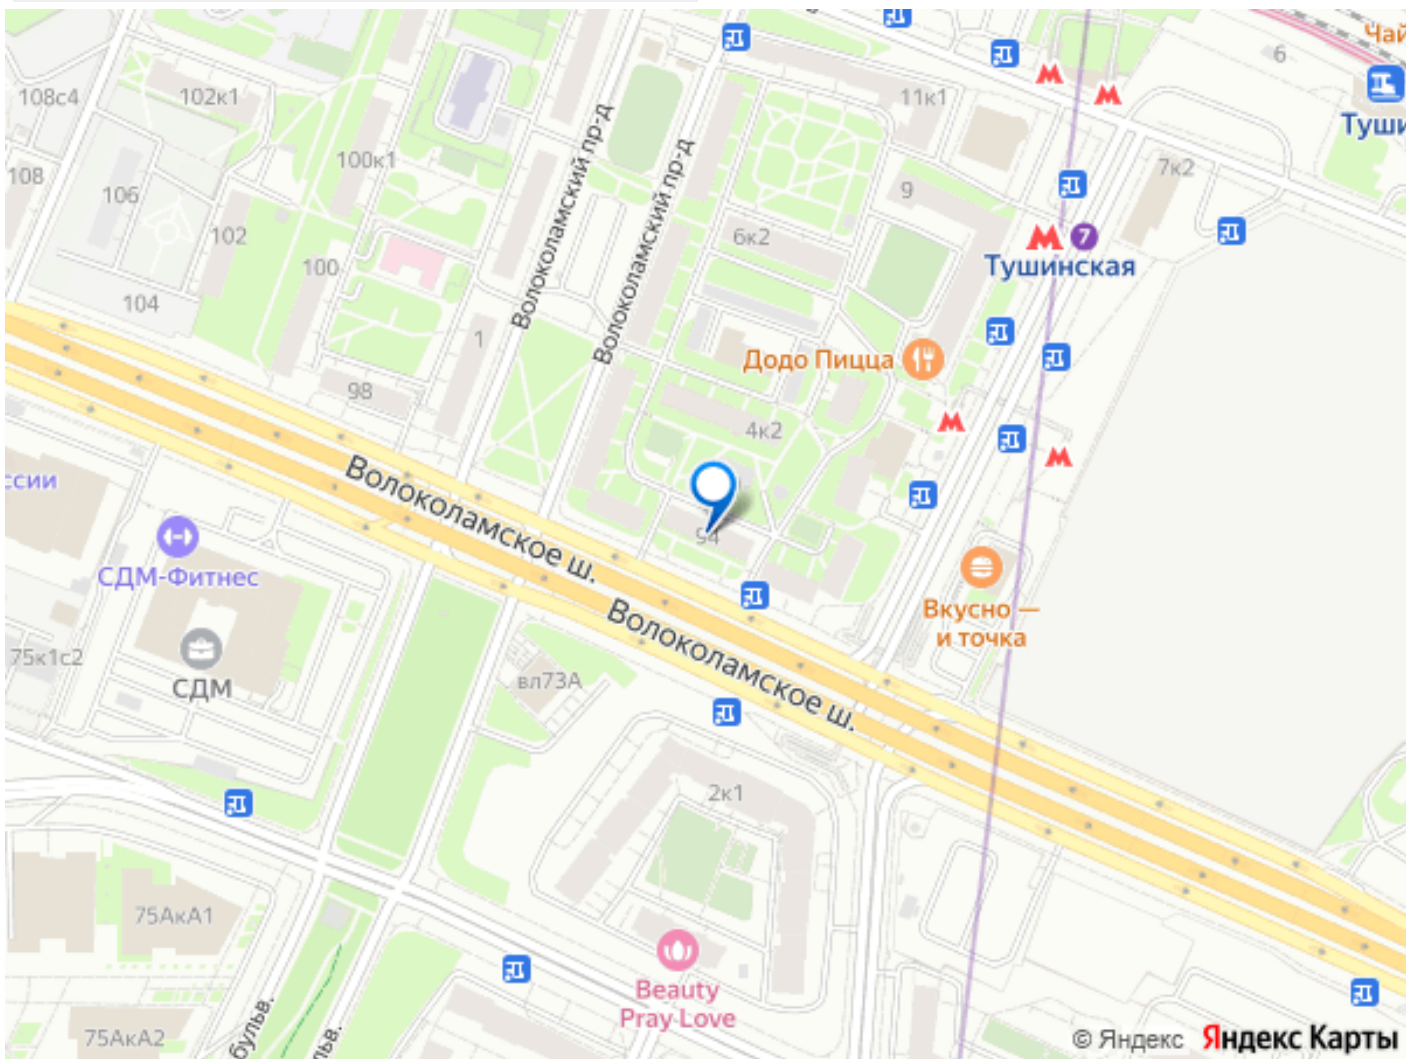 Чай
6
108с4
102к1
11к1
Туши
100к1
Волоколамский пр-д
Волоколамский пр-д
7к2
108
106
9
102
6к2
7
Тушинская
100
104
1
Додо Пицца
98
4к2
ссии
Волоколамское ш.
94
СДМ-Фитнес
Вкусно —
и точка
Волоколамское ш.
75к1с2
СДМ
вл73А
2к1
75АкА1
Beauty
Pray Love
бульв.
льв.
75АкА2
© Яндекс Яндекс Карты